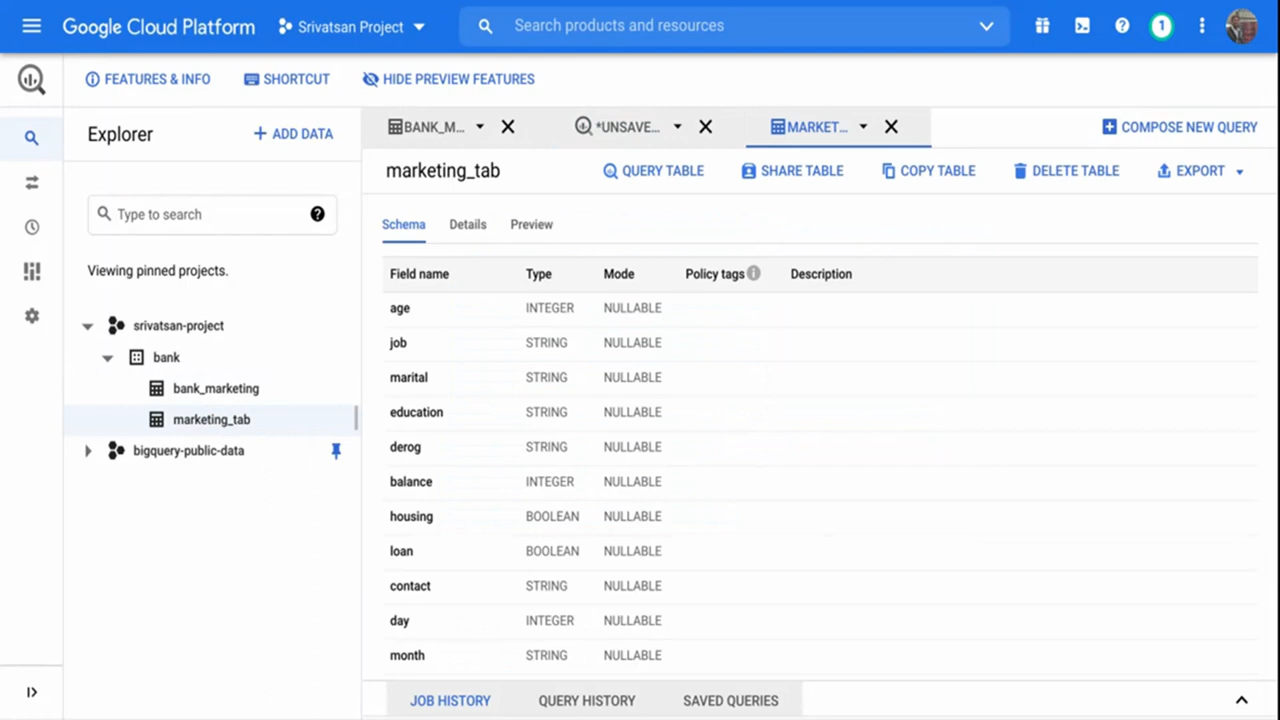 Google Cloud Platform
Srivatsan Project
Search products and resources
1
FEATURES & INFO
SHORTCUT
HIDE PREVIEW FEATURES
Explorer
ADD DATA
BANK_M...
*UNSAVE...
MARKET...
COMPOSE NEW QUERY
marketing_tab
QUERY TABLE
SHARE TABLE
COPY TABLE
DELETE TABLE
EXPORT
Type to search
Schema Details Preview
Viewing pinned projects.
srivatsan-project
bank
bank_marketing
marketing_tab
bigquery-public-data
Field name Type Mode Policy tags Description
age INTEGER NULLABLE
job STRING NULLABLE
marital STRING NULLABLE
education STRING NULLABLE
derog STRING NULLABLE
balance INTEGER NULLABLE
housing BOOLEAN NULLABLE
loan BOOLEAN NULLABLE
contact STRING NULLABLE
day INTEGER NULLABLE
month STRING NULLABLE
JOB HISTORY QUERY HISTORY SAVED QUERIES